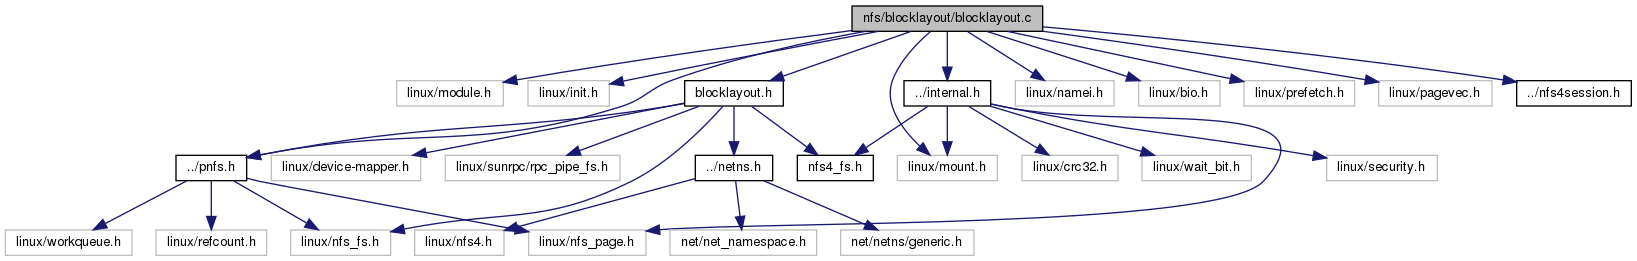 nfs/blocklayout/blocklayout.c
linux/module.h
linux/init.h
blocklayout.h
../internal.h
linux/namei.h
linux/bio.h
linux/prefetch.h
linux/pagevec.h
../nfs4session.h
../pnfs.h
linux/device-mapper.h
linux/sunrpc/rpc_pipe_fs.h
../netns.h
nfs4_fs.h
linux/mount.h
linux/crc32.h
linux/wait_bit.h
linux/security.h
linux/workqueue.h
linux/refcount.h
linux/nfs_fs.h
linux/nfs4.h
linux/nfs_page.h
net/net_namespace.h
net/netns/generic.h